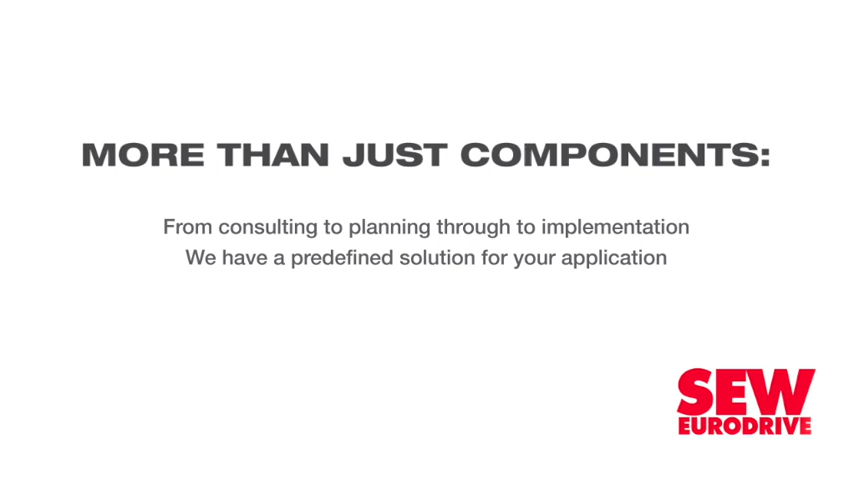 MORE THAN JUST COMPONENTS:
From consulting to planning through to implementation
We have a predefined solution for your application
SEW
EURODRIVE